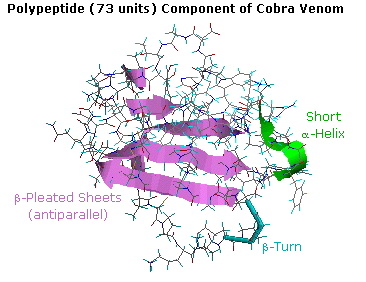 Polypeptide (73 units) Component of Cobra Venom
Short
α-Helix
β-Pleated Sheets
(antiparallel)
β-Turn